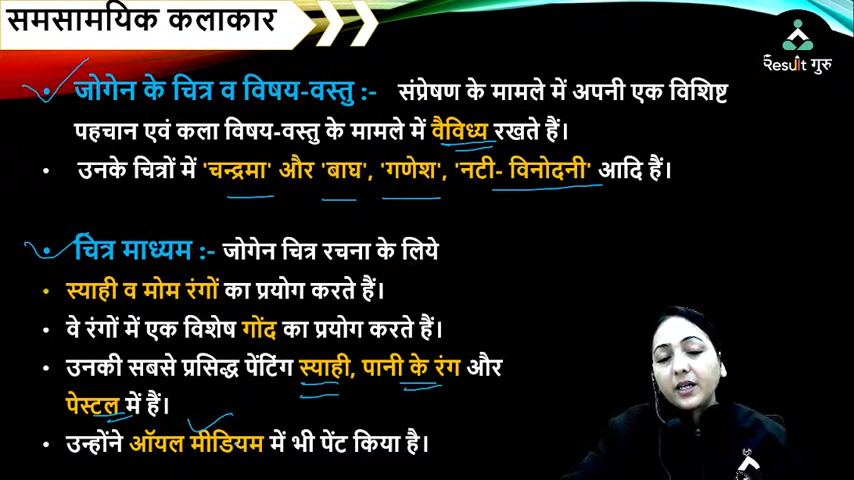 समसामयिक कलाकार
Result गुरु
• जोगेन के चित्र व विषय-वस्तु :- संप्रेषण के मामले में अपनी एक विशिष्ट
पहचान एवं कला विषय-वस्तु के मामले में वैविध्य रखते हैं।
• उनके चित्रों में 'चन्द्रमा' और 'बाघ', 'गणेश', 'नटी- विनोदनी' आदि हैं।
• चित्र माध्यम :- जोगेन चित्र रचना के लिये
• स्याही व मोम रंगों का प्रयोग करते हैं।
• वे रंगों में एक विशेष गोंद का प्रयोग करते हैं।
• उनकी सबसे प्रसिद्ध पेंटिंग स्याही, पानी के रंग और
पेस्टल में हैं।
• उन्होंने ऑयल मीडियम में भी पेंट किया है।